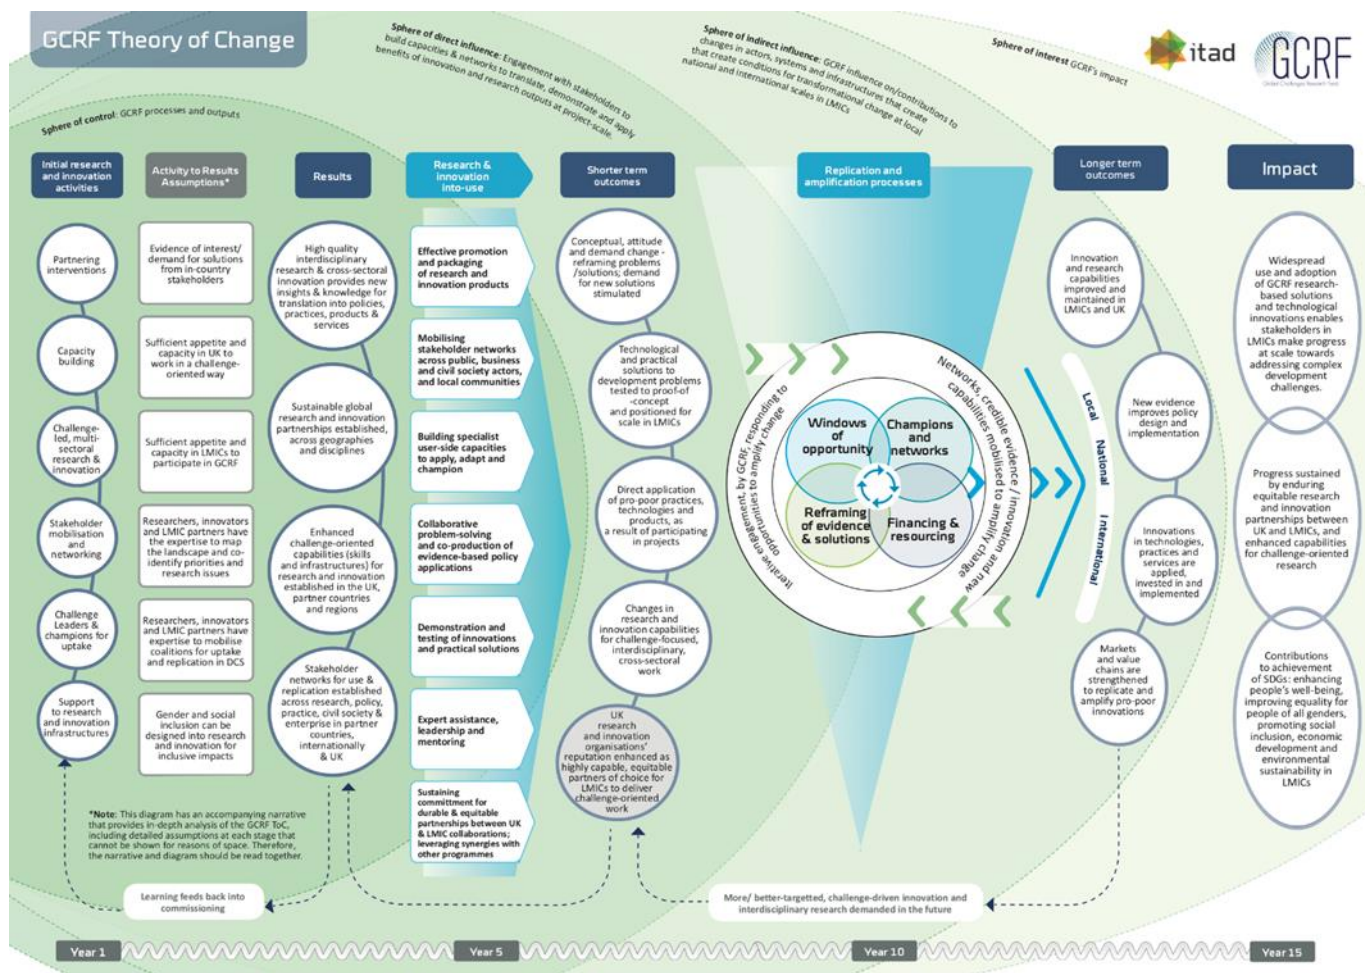 GCRF Theory of Change
Sphere of direct influence: Engagement with stakeholders to
build capacities & networks to translate, demonstrate and apply
benefits of innovation and research outputs at project-scale.
Sphere of indirect influence: GCRF influence on/contributions to
changes in actors, systems and infrastructures that create
that create conditions for transformational change at local
national and international scales in LMICs
Sphere of interest GCRF's impact
itad
GCRF
Global Challenges Research Fund
Sphere of control: GCRF processes and outputs
Initial research
and innovation
activities
Partnering
interventions
Capacity
building
Challenge-
led, multi-
sectoral
research &
innovation
Stakeholder
mobilisation
and
networking
Challenge
Leaders &
champions for
uptake
Support
to research
and innovation
infrastructures
Activity to Results
Assumptions*
Evidence of interest/
demand for solutions
from in-country
stakeholders
Sufficient appetite and
capacity in UK to
work in a challenge-
oriented way
Sufficient appetite and
capacity in LMICs to
participate in GCRF
Researchers, innovators
and LMIC partners have
the expertise to map
the landscape and co-
identify priorities and
research issues
Researchers, innovators
and LMIC partners have
expertise to mobilise
coalitions for uptake
and replication in DCS
Gender and social
inclusion can be
designed into research
and innovation for
inclusive impacts
Results
High quality
interdisciplinary
research & cross-sectoral
innovation provides new
insights & knowledge for
translation into policies,
practices, products &
services
Sustainable global
research and innovation
partnerships established,
across geographies
and disciplines
Enhanced
challenge-oriented
capabilities (skills
and infrastructures) for
research and innovation
established in the UK,
partner countries
and regions
Stakeholder
networks for use &
replication established
across research, policy,
practice, civil society &
enterprise in partner
countries,
internationally
& UK
Research &
innovation
into-use
Effective promotion
and packaging
of research and
innovation products
Mobilising
stakeholder networks
across public, business
and civil society actors,
and local communities
Building specialist
user-side capacities
to apply, adapt and
champion
Collaborative
problem-solving
and co-production of
evidence-based policy
applications
Demonstration and
testing of innovations
and practical solutions
Expert assistance,
leadership and
mentoring
Sustaining
committment for
durable & equitable
partnerships between UK
& LMIC collaborations;
leveraging synergies with
other programmes
Shorter term
outcomes
Conceptual, attitude
and demand change -
reframing problems
/solutions; demand
for new solutions
stimulated
Technological
and practical
solutions to
development problems
tested to proof-of
-concept
and positioned for
scale in LMICs
Direct application
of pro-poor practices,
technologies and
products, as
a result of participating
in projects
Changes in
research and
innovation capabilities
for challenge-focused,
interdisciplinary,
cross-sectoral
work
UK
research
and innovation
organisations'
reputation enhanced as
highly capable, equitable
partners of choice for
LMICs to deliver
challenge-oriented
work
Replication and
amplification processes
Iterative engagement, by GCRF, responding to
opportunities to amplify change
Networks, credible evidence / innovation and new
capabilities mobilised to amplify change
Windows
of
opportunity
Champions
and
networks
Reframing
of evidence
& solutions
Financing &
resourcing
Local National International
Longer term
outcomes
Innovation
and research
capabilities
improved and
maintained in
LMICs and UK
New evidence
improves policy
design and
implementation
Innovations
in technologies,
practices and
services are
applied,
invested in and
implemented
Markets
and value
chains are
strengthened
to replicate and
amplify pro-poor
innovations
Impact
Widespread
use and adoption
of GCRF research-
based solutions
and technological
innovations enables
stakeholders in
LMICs make progress
at scale towards
addressing complex
development
challenges.
Progress sustained
by enduring
equitable research
and innovation
partnerships between
UK and LMICs, and
enhanced capabilities
for challenge-oriented
research
Contributions
to achievement
of SDGs: enhancing
people's well-being,
improving equality for
people of all genders,
promoting social
inclusion, economic
development and
environmental
sustainability in
LMICs
*Note: This diagram has an accompanying narrative
that provides in-depth analysis of the GCRF ToC,
including detailed assumptions at each stage that
cannot be shown for reasons of space. Therefore,
the narrative and diagram should be read together.
Learning feeds back into
commissioning
More/ better-targetted, challenge-driven innovation and
interdisciplinary research demanded in the future
Year 1
Year 5
Year 10
Year 15